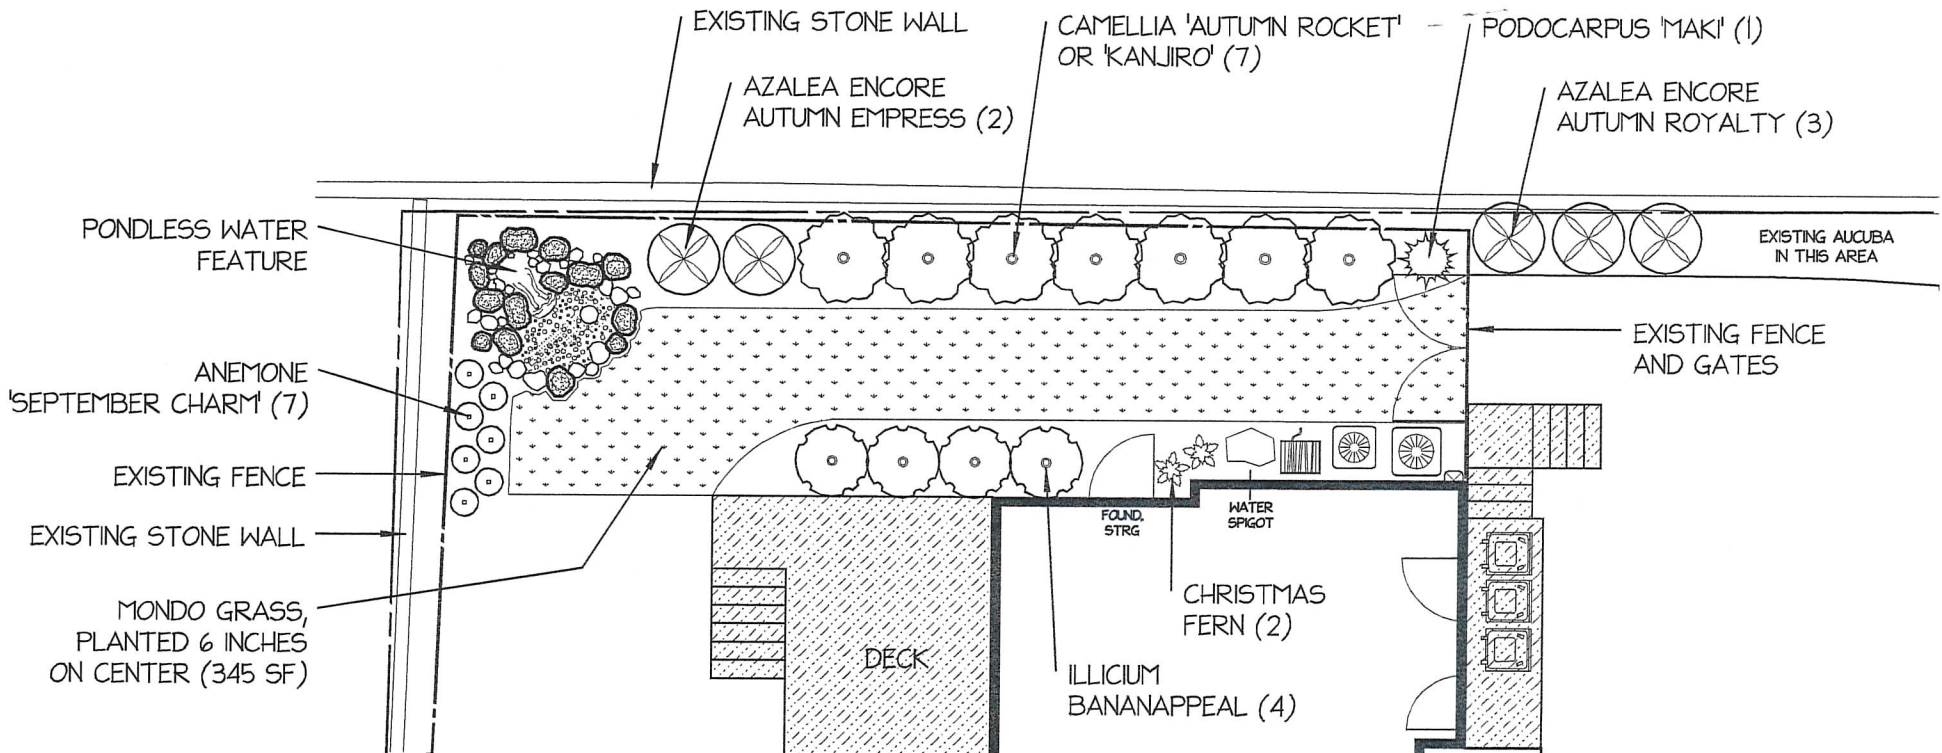 EXISTING STONE WALL
CAMELLIA 'AUTUMN ROCKET'
OR 'KANJIRO' (7)
PODOCARPUS 'MAKI' (1)
AZALEA ENCORE
AUTUMN EMPRESS (2)
AZALEA ENCORE
AUTUMN ROYALTY (3)
PONDLESS WATER
FEATURE
EXISTING AUCUBA
IN THIS AREA
EXISTING FENCE
AND GATES
ANEMONE
'SEPTEMBER CHARM' (7)
EXISTING FENCE
EXISTING STONE WALL
FOUND.
STRG
WATER
SPIGOT
MONDO GRASS,
PLANTED 6 INCHES
ON CENTER (345 SF)
CHRISTMAS
FERN (2)
DECK
ILLICIUM
BANANAPPEAL (4)